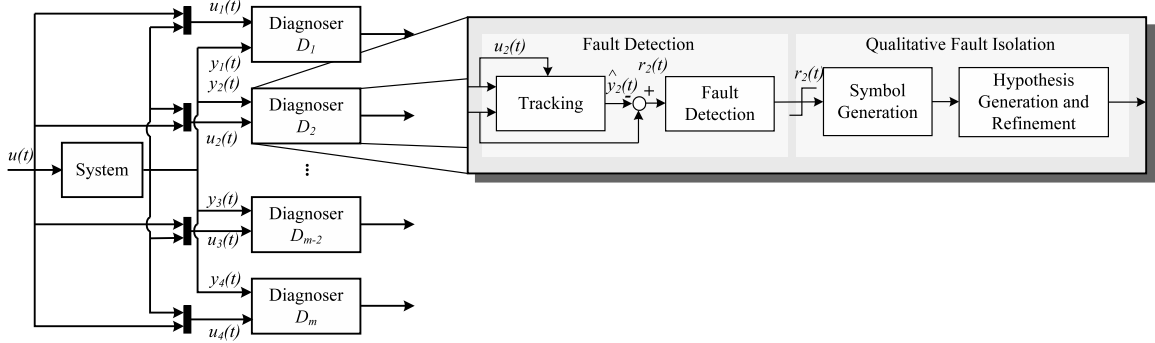 u(t)
System
u1(t)
y1(t)
Diagnoser
D1
y2(t)
u2(t)
Diagnoser
D2
⋮
y3(t)
u3(t)
Diagnoser
Dm-2
y4(t)
u4(t)
Diagnoser
Dm
Fault Detection
u2(t)
Tracking
ŷ2(t)
-
+
r2(t)
Fault
Detection
Qualitative Fault Isolation
r2(t)
Symbol
Generation
Hypothesis
Generation and
Refinement